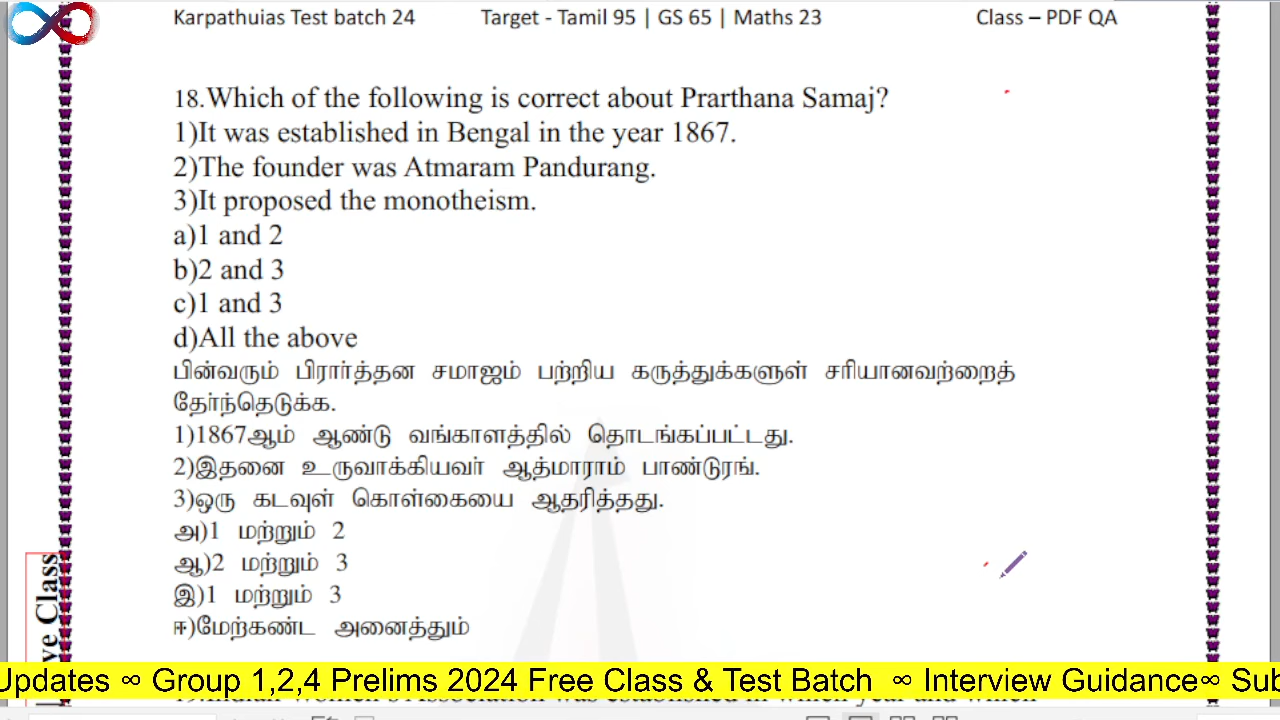 Karpathuias Test batch 24 Target - Tamil 95 | GS 65 | Maths 23 Class – PDF QA
18.Which of the following is correct about Prarthana Samaj?
1)It was established in Bengal in the year 1867.
2)The founder was Atmaram Pandurang.
3)It proposed the monotheism.
a)1 and 2
b)2 and 3
c)1 and 3
d)All the above
பின்வரும் பிரார்த்தன சமாஜம் பற்றிய கருத்துக்களுள் சரியானவற்றைத்
தேர்ந்தெடுக்க.
1)1867ஆம் ஆண்டு வங்காளத்தில் தொடங்கப்பட்டது.
2)இதனை உருவாக்கியவர் ஆத்மாராம் பாண்டுரங்.
3)ஒரு கடவுள் கொள்கையை ஆதரித்தது.
அ)1 மற்றும் 2
ஆ)2 மற்றும் 3
இ)1 மற்றும் 3
ஈ)மேற்கண்ட அனைத்தும்
ve Class
Updates ∞ Group 1,2,4 Prelims 2024 Free Class & Test Batch ∞ Interview Guidance∞ Sub